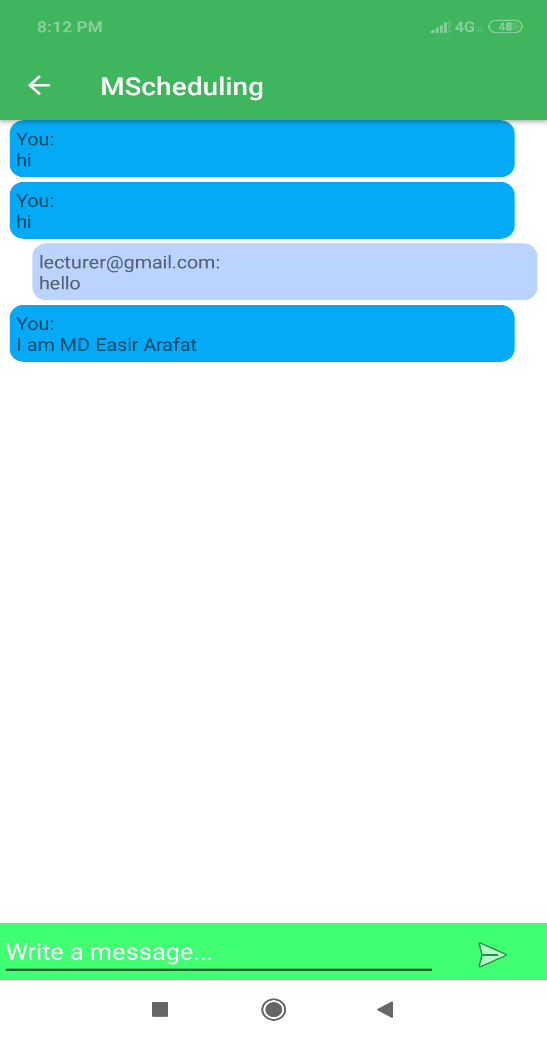 8:12 PM 4G 48
MScheduling
You:
hi
You:
hi
lecturer@gmail.com:
hello
You:
I am MD Easir Arafat
Write a message...